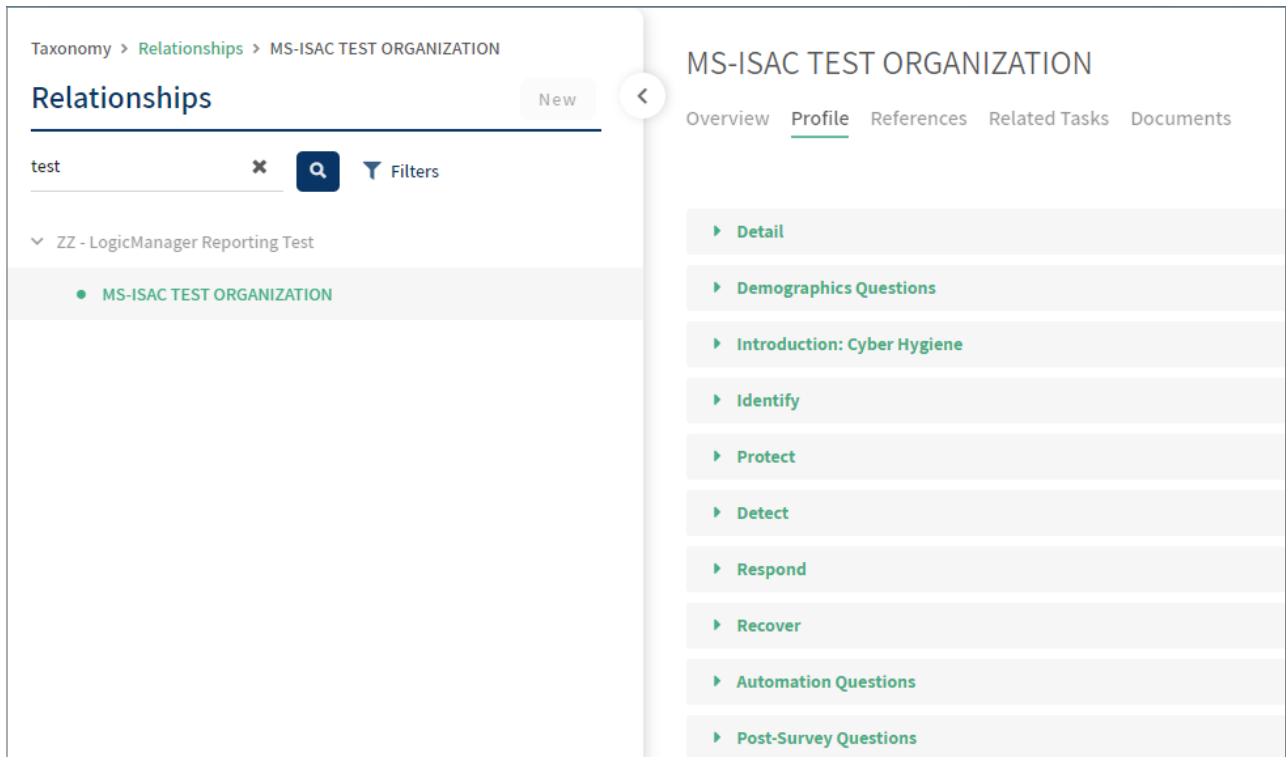 Taxonomy > Relationships > MS-ISAC TEST ORGANIZATION
Relationships
New
test
Filters
ZZ - LogicManager Reporting Test
MS-ISAC TEST ORGANIZATION
MS-ISAC TEST ORGANIZATION
Overview Profile References Related Tasks Documents
Detail
Demographics Questions
Introduction: Cyber Hygiene
Identify
Protect
Detect
Respond
Recover
Automation Questions
Post-Survey Questions